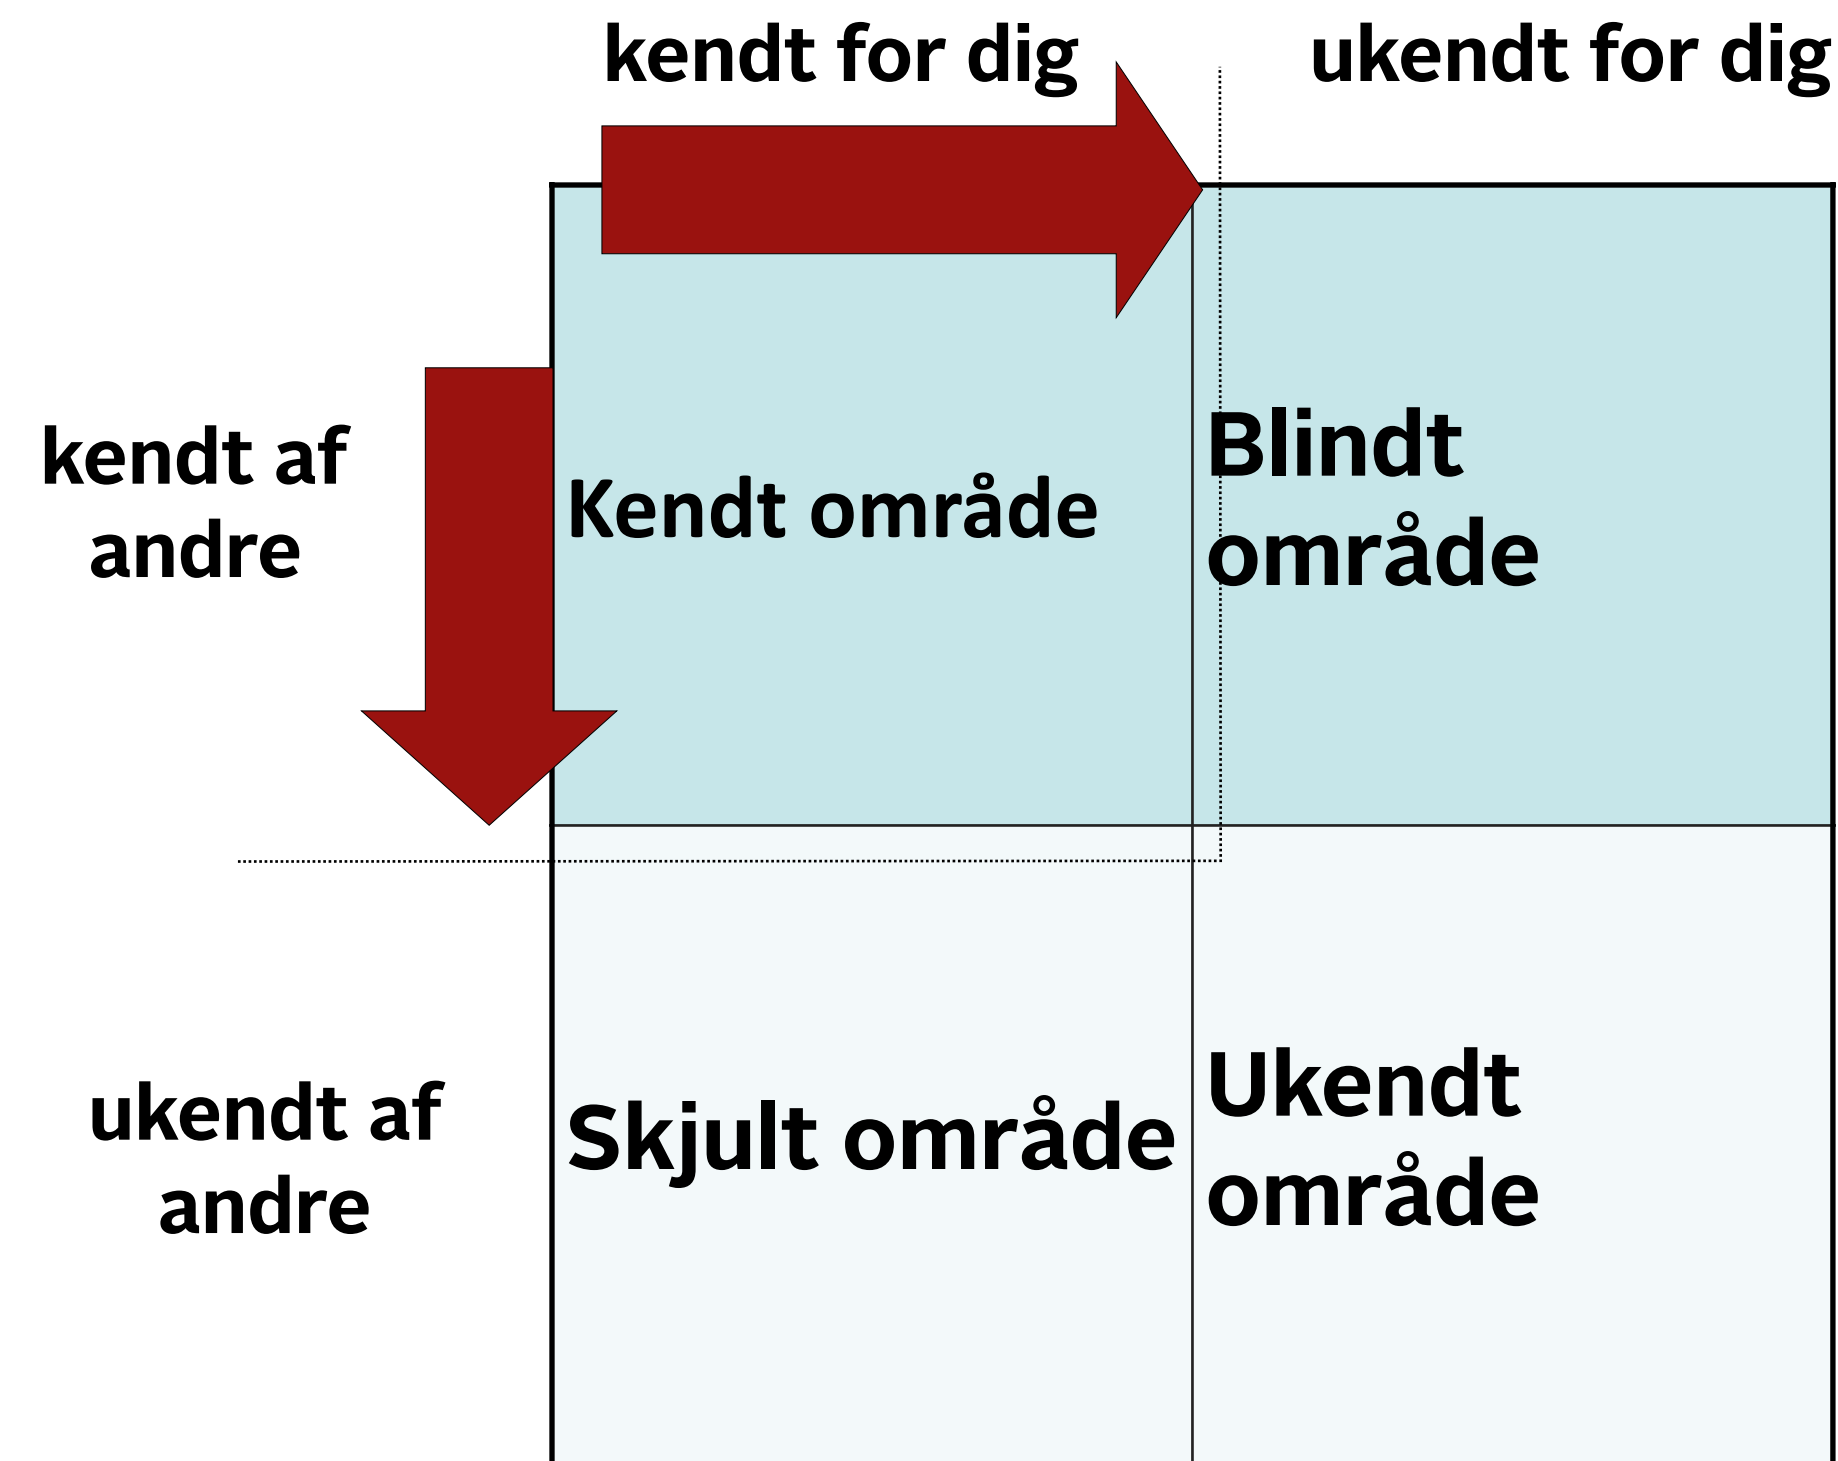 kendt for dig
ukendt for dig
kendt af
andre
Kendt område
Blindt
område
ukendt af
andre
Skjult område
Ukendt
område